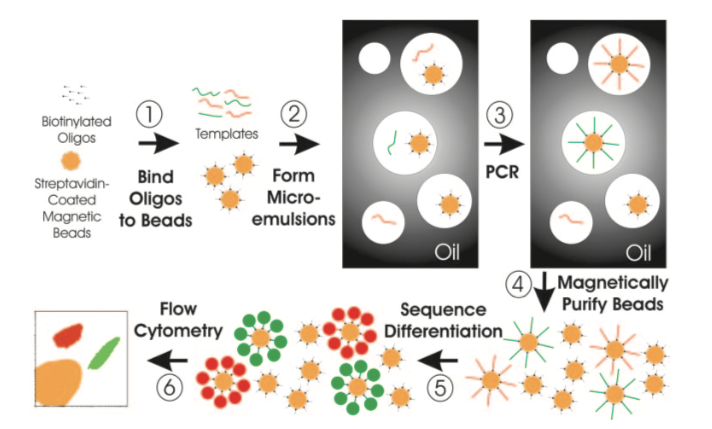 Biotinylated
Oligos
Streptavidin-
Coated
Magnetic
Beads
1
Bind
Oligos
to Beads
Templates
2
Form
Micro-
emulsions
Oil
3
PCR
Oil
4
Magnetically
Purify Beads
Sequence
Differentiation
5
Flow
Cytometry
6